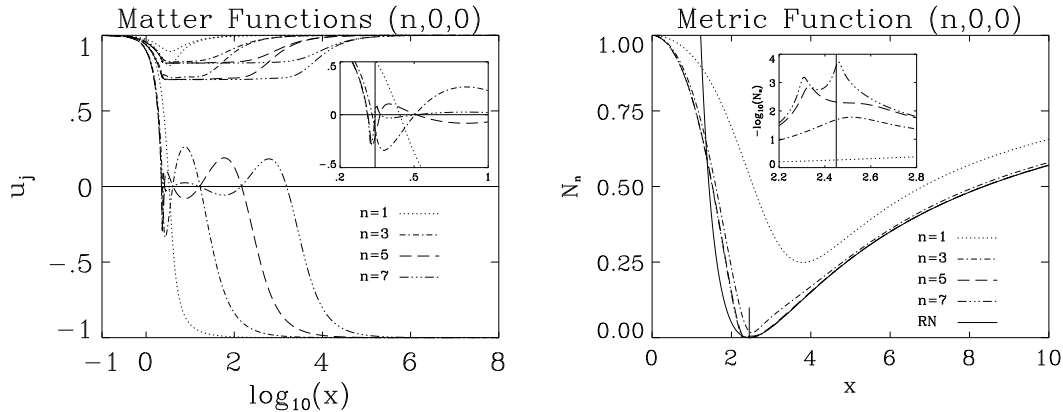 Matter Functions (n,0,0)
1
.5
0
-.5
-1
u_j
-1 0 2 4 6 8
log₁₀(x)
n=1
n=3
n=5
n=7
.5
0
-.5
.2 .5 1
Metric Function (n,0,0)
1.00
0.75
0.50
0.25
0.00
N_n
0 2 4 6 8 10
x
4
3
2
1
0
-log₁₀(N_n)
2.2 2.4 2.6 2.8
n=1
n=3
n=5
n=7
RN